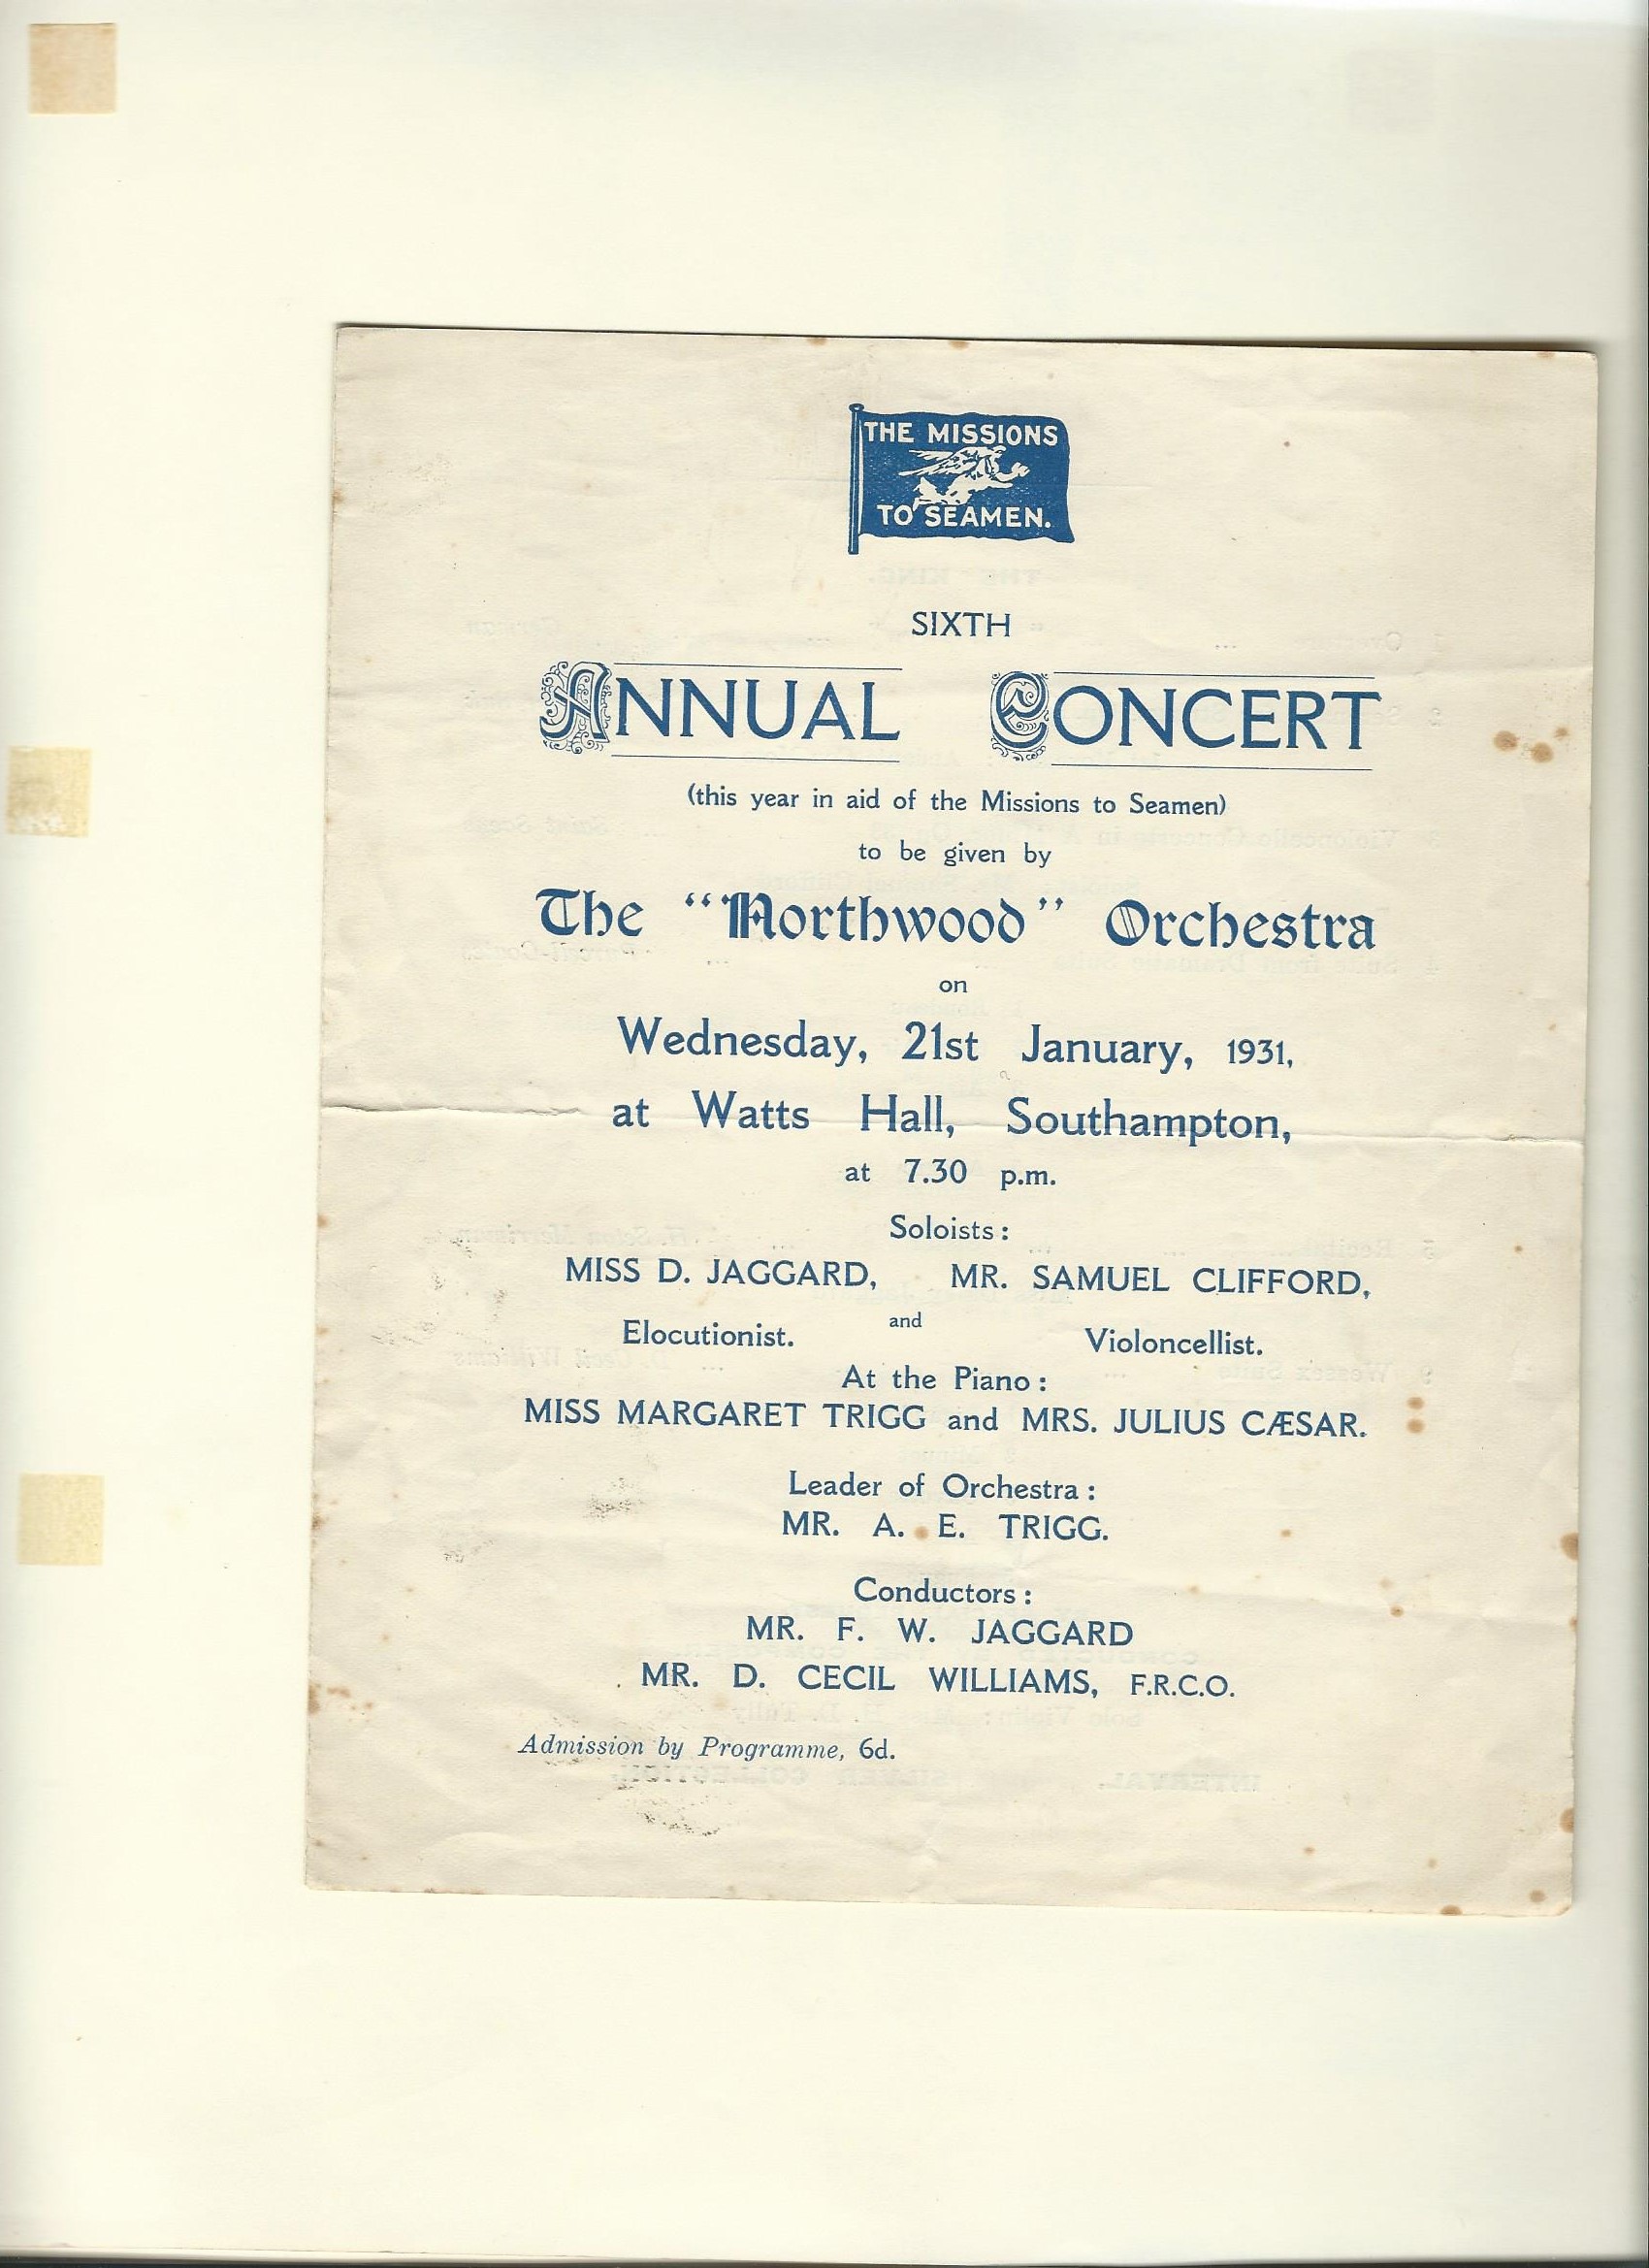 THE MISSIONS
TO SEAMEN.
SIXTH
ANNUAL CONCERT
(this year in aid of the Missions to Seamen)
to be given by
The "Northwood" Orchestra
on
Wednesday, 21st January, 1931,
at Watts Hall, Southampton,
at 7.30 p.m.
Soloists:
MISS D. JAGGARD, MR. SAMUEL CLIFFORD,
and
Elocutionist. Violoncellist.
At the Piano:
MISS MARGARET TRIGG and MRS. JULIUS CÆSAR.
Leader of Orchestra:
MR. A. E. TRIGG.
Conductors:
MR. F. W. JAGGARD
MR. D. CECIL WILLIAMS, F.R.C.O.
Admission by Programme, 6d.